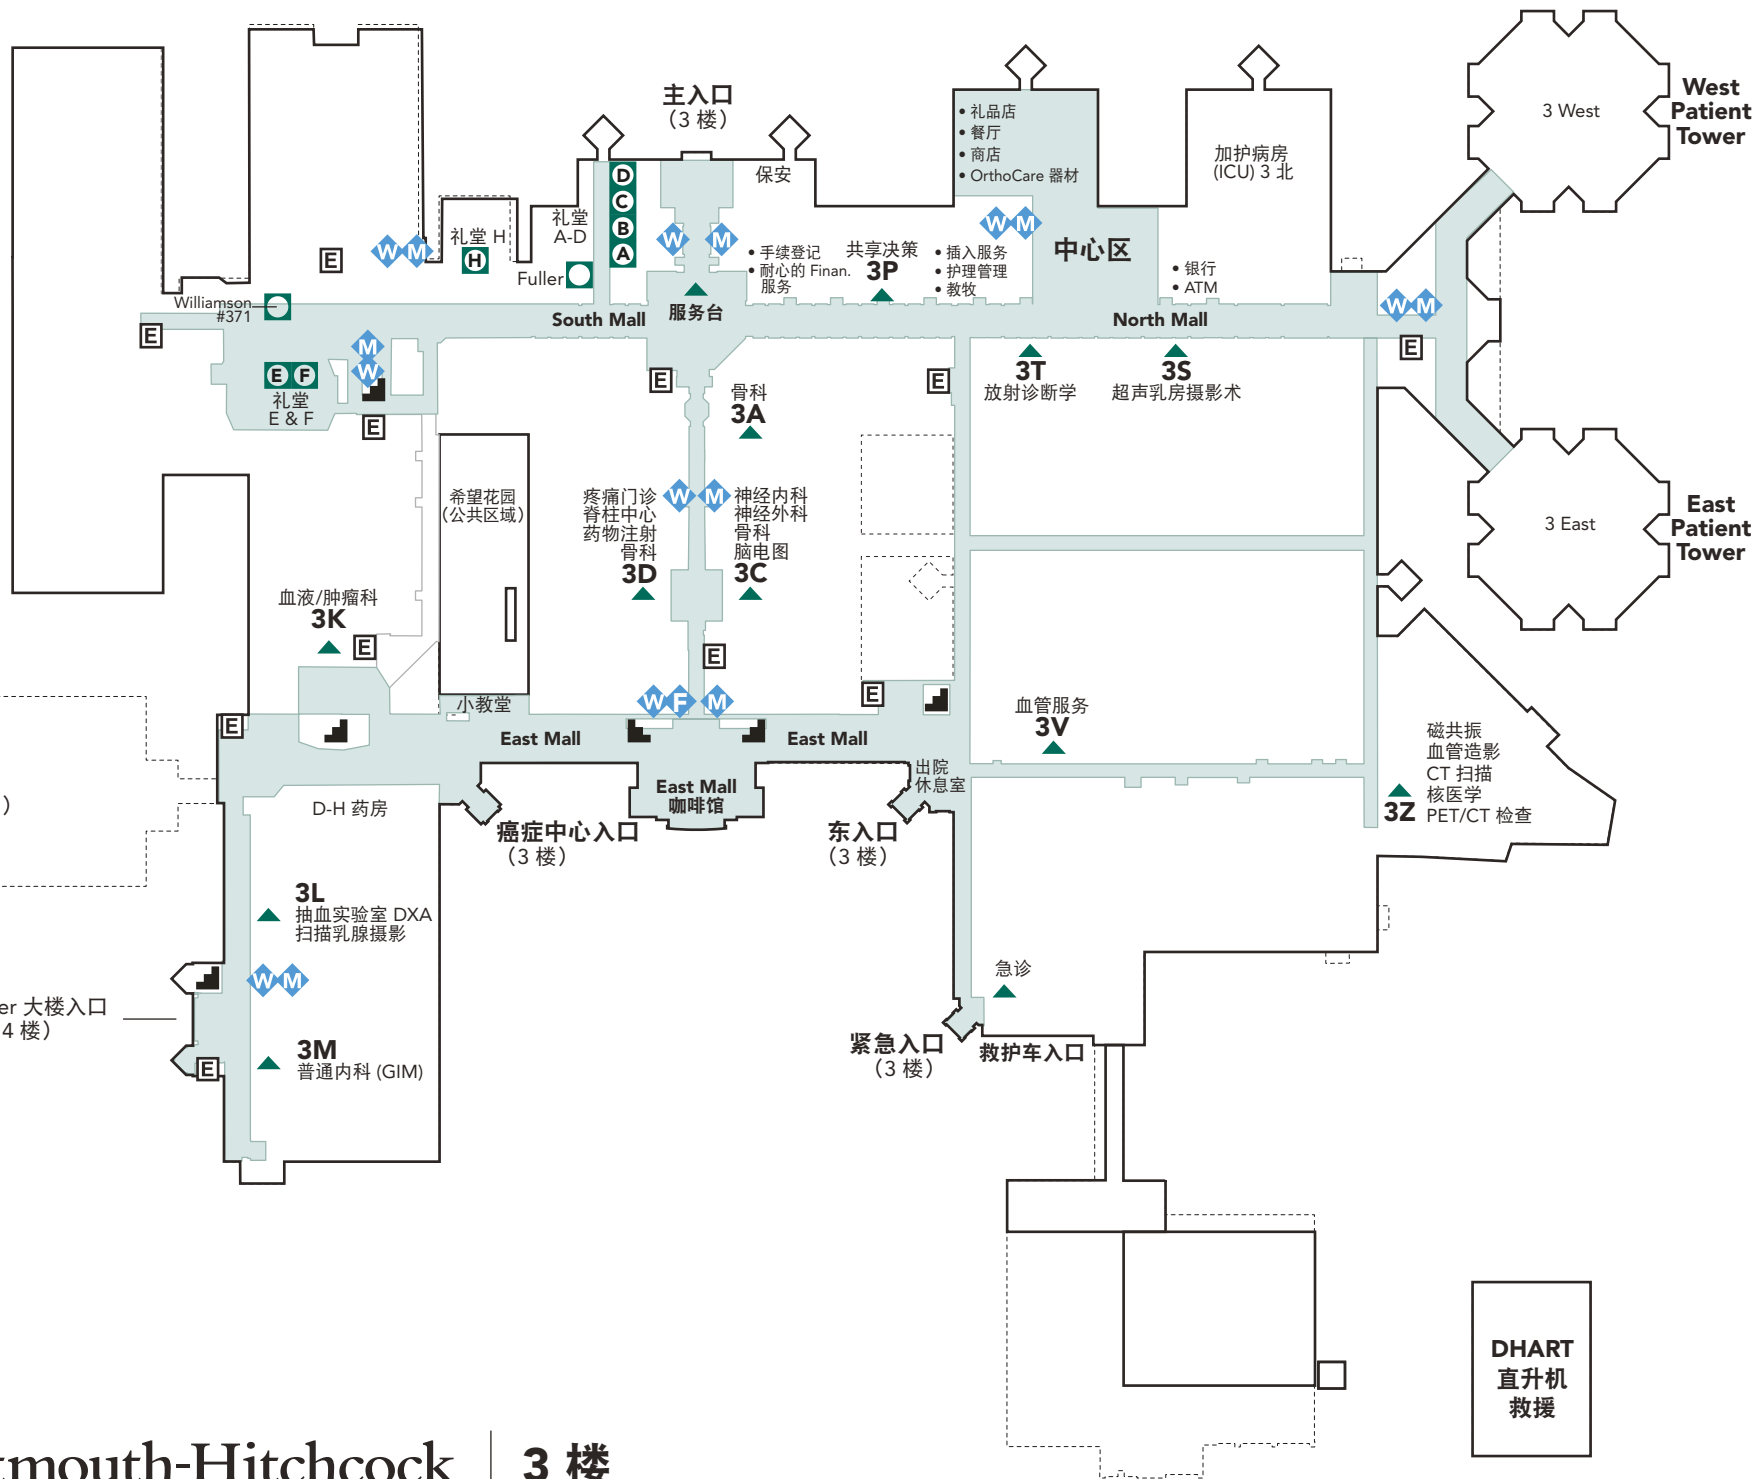 West
Patient
Tower
3 West
主入口
（3 楼）
• 礼品店
• 餐厅
• 商店
• OrthoCare 器材
加护病房
(ICU) 3 北
保安
D
C
B
A
礼堂
A-D
礼堂 H
H
E
W M
W
M
W M
中心区
• 手续登记
• 耐心的 Finan.
服务
共享决策
3P
• 插入服务
• 护理管理
• 教牧
• 银行
• ATM
Fuller
Williamson
#371
South Mall
服务台
North Mall
W M
E
E
M
W
E F
礼堂
E & F
E
E
E
骨科
3A
3T
放射诊断学
3S
超声乳房摄影术
希望花园
（公共区域）
疼痛门诊
脊柱中心
药物注射
骨科
3D
W M
神经内科
神经外科
骨科
脑电图
3C
East
Patient
Tower
3 East
血液/肿瘤科
3K
E
E
E
W F M
小教堂
E
East Mall
East Mall
血管服务
3V
磁共振
血管造影
CT 扫描
核医学
PET/CT 检查
3Z
East Mall
咖啡馆
出院
休息室
）
D-H 药房
癌症中心入口
（3 楼）
东入口
（3 楼）
3L
抽血实验室 DXA
扫描乳腺摄影
W M
er 大楼入口
4 楼）
3M
普通内科 (GIM)
E
急诊
紧急入口
（3 楼）
救护车入口
DHART
直升机
救援
tmouth-Hitchcock
3 楼